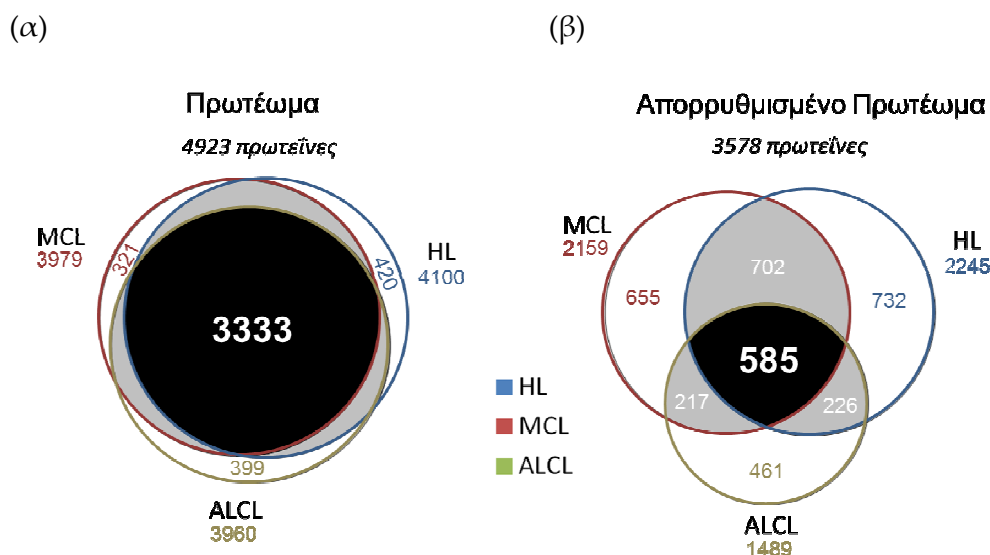 (α)
Πρωτέωμα
4923 πρωτεΐνες
MCL
3979
321
HL
4100
420
3333
399
ALCL
3960
(β)
Απορρυθμισμένο Πρωτέωμα
3578 πρωτεΐνες
MCL
2159
HL
2245
702
655
732
585
217
226
461
ALCL
1489
HL
MCL
ALCL